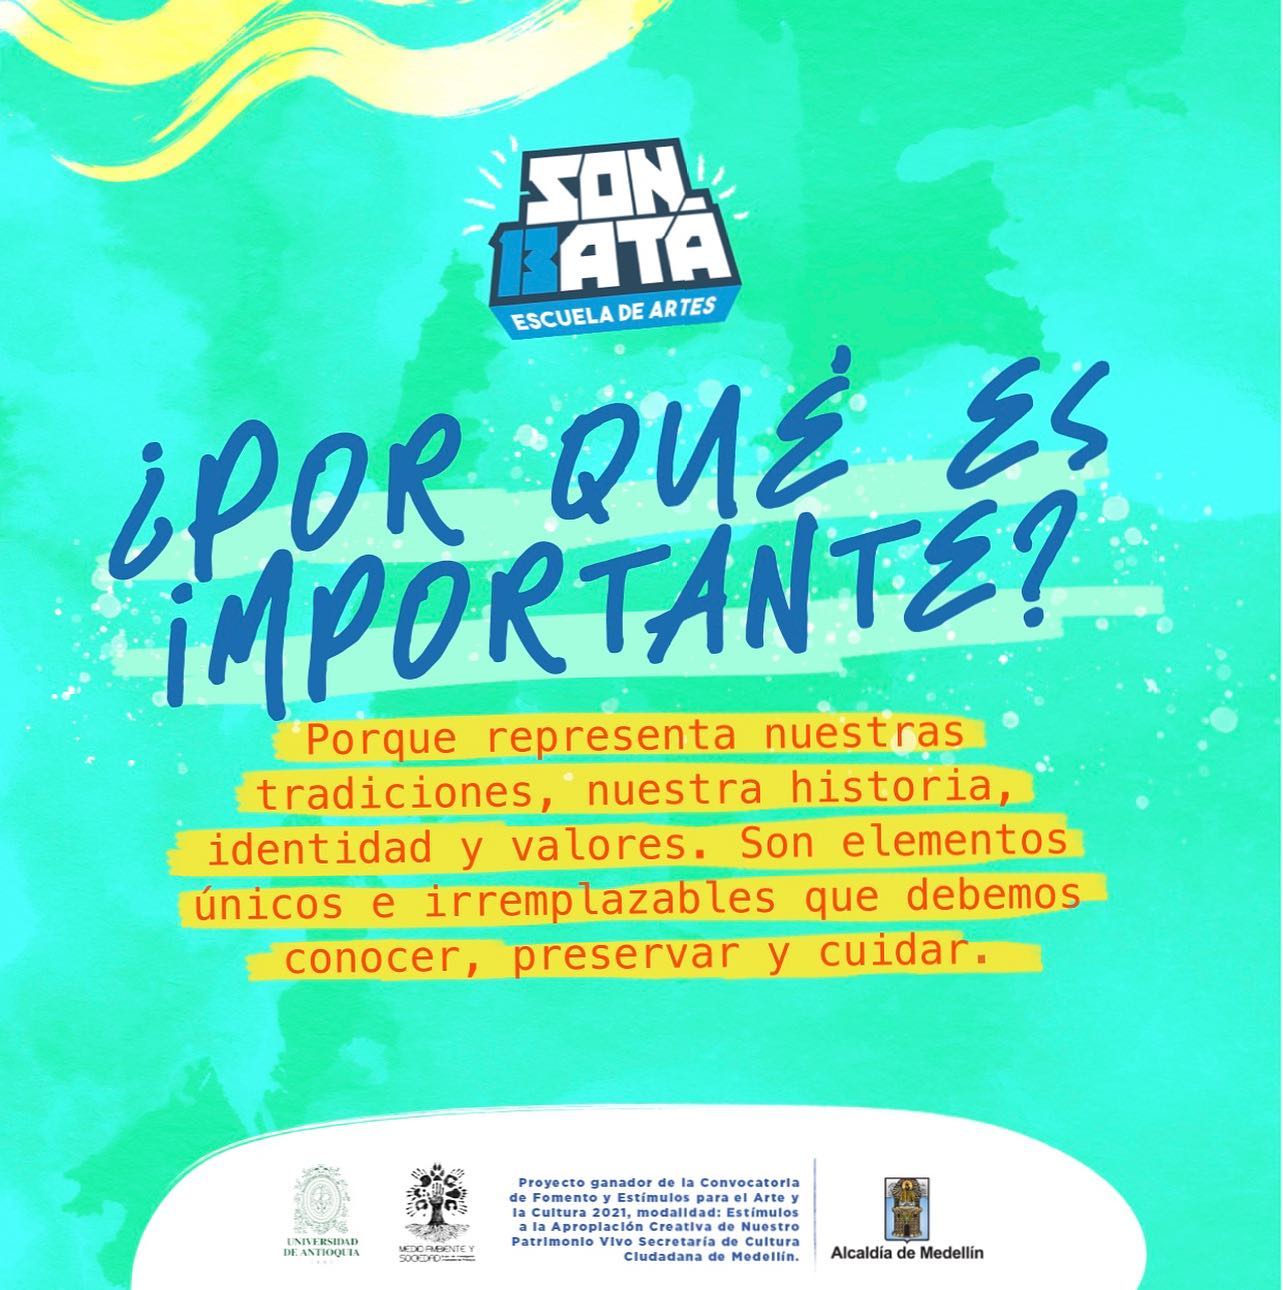 SON
BATÁ
ESCUELA DE ARTES
¿POR QUÉ ES
iMPORTANTE?
Porque representa nuestras
tradiciones, nuestra historia,
identidad y valores. Son elementos
únicos e irremplazables que debemos
conocer, preservar y cuidar.
UNIVERSIDAD
DE ANTIOQUIA
MEDIO AMBIENTE Y
SOCIEDAD
Proyecto ganador de la Convocatoria
de Fomento y Estímulos para el Arte y
la Cultura 2021, modalidad: Estímulos
a la Apropiación Creativa de Nuestro
Patrimonio Vivo Secretaría de Cultura
Ciudadana de Medellín.
Alcaldía de Medellín